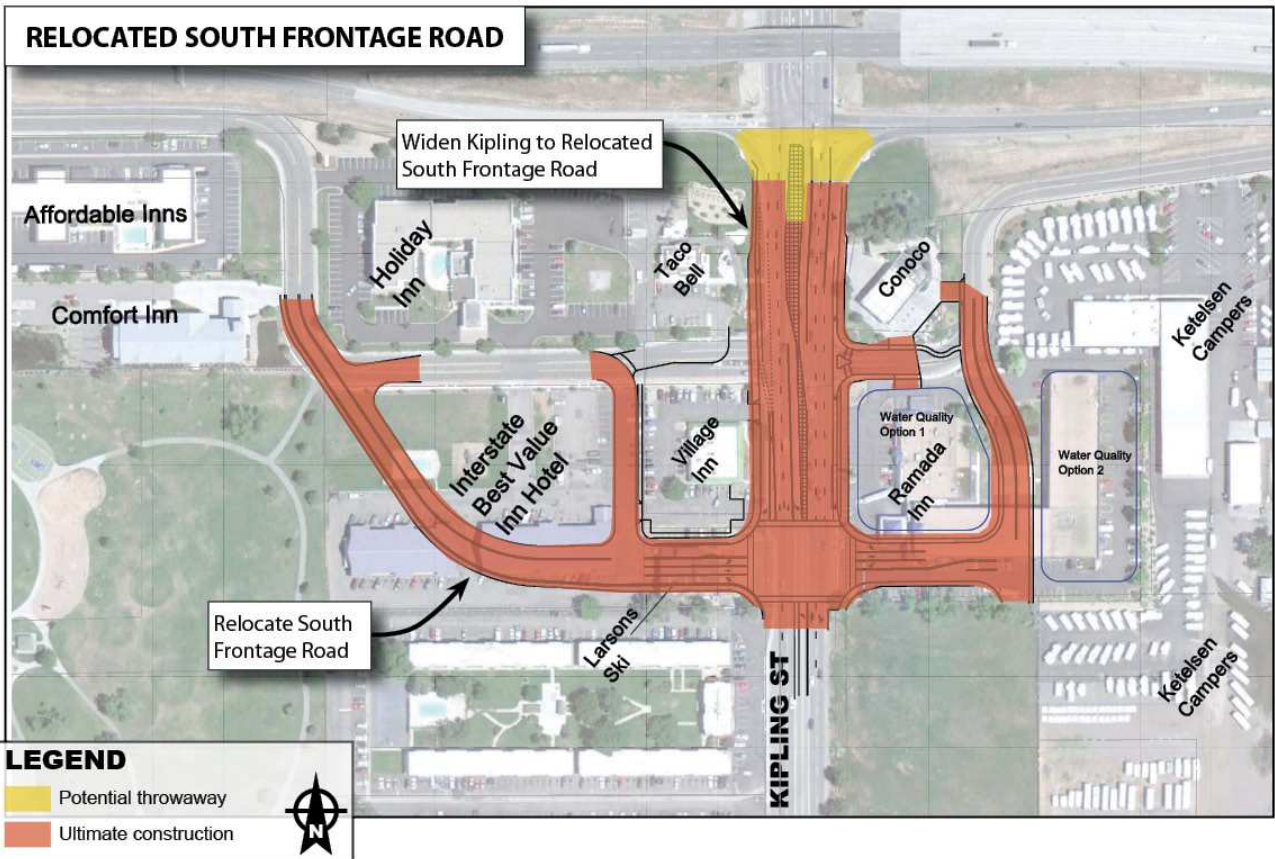 RELOCATED SOUTH FRONTAGE ROAD
Widen Kipling to Relocated
South Frontage Road
Affordable Inns
Holiday
Inn
Taco
Bell
Conoco
Ketelsen
Campers
Comfort Inn
Interstate
Best Value
Inn Hotel
Village
Inn
Water Quality
Option 1
Ramada
Inn
Water Quality
Option 2
Relocate South
Frontage Road
Larsons
Ski
KIPLING ST
Ketelsen
Campers
LEGEND
Potential throwaway
Ultimate construction
N